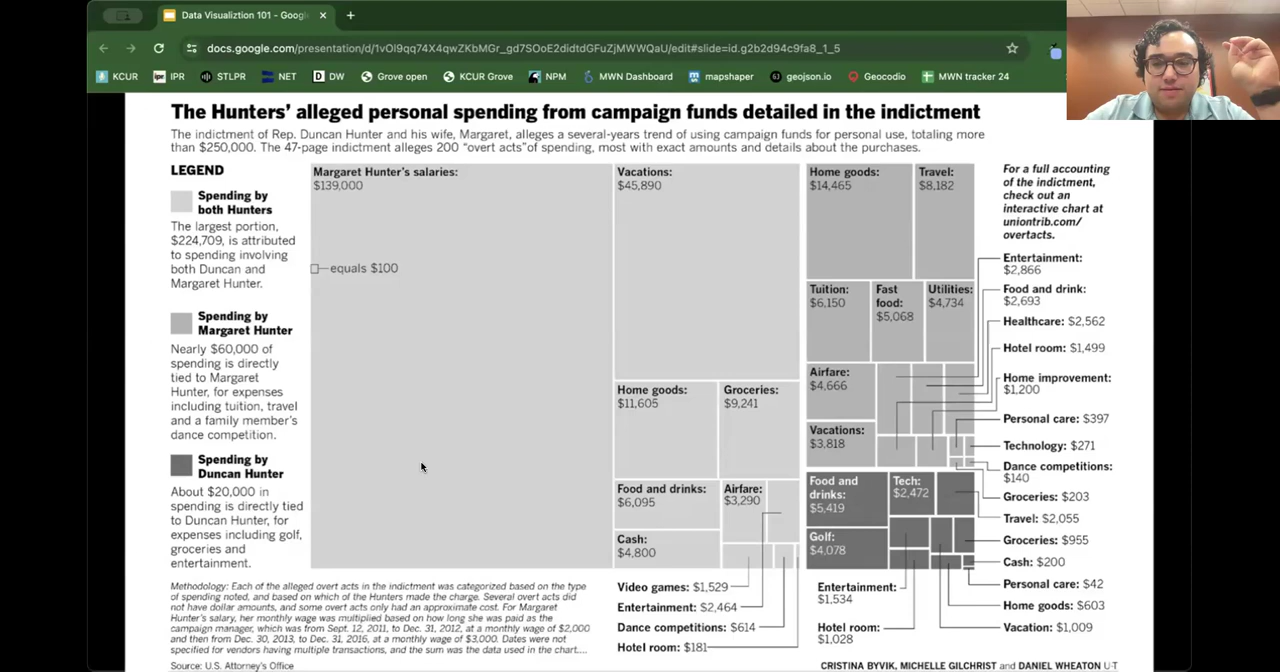 Data Visualiztion 101 - Goog
docs.google.com/presentation/d/1vOl9qq74X4qwZKbMGr_gd7SOoE2didtdGFuZjMWWQaU/edit#slide=id.g2b2d94c9fa8_1_5
KCUR
ipr IPR
STLPR
NET
D DW
Grove open
KCUR Grove
NPM
MWN Dashboard
mapshaper
geojson.io
Geocodio
MWN tracker 24
The Hunters' alleged personal spending from campaign funds detailed in the indictment
The indictment of Rep. Duncan Hunter and his wife, Margaret, alleges a several-years trend of using campaign funds for personal use, totaling more
than $250,000. The 47-page indictment alleges 200 “overt acts”of spending, most with exact amounts and details about the purchases.
LEGEND
Spending by
both Hunters
The largest portion,
$224,709, is attributed
to spending involving
both Duncan and
Margaret Hunter.
Spending by
Margaret Hunter
Nearly $60,000 of
spending is directly
tied to Margaret
Hunter, for expenses
including tuition, travel
and a family member's
dance competition.
Spending by
Duncan Hunter
About $20,000 in
spending is directly
tied to Duncan Hunter, for
expenses including golf,
groceries and
entertainment.
Margaret Hunter's salaries:
$139,000
equals $100
Vacations:
$45,890
Home goods:
$11,605
Groceries:
$9,241
Food and drinks:
$6,095
Airfare:
$3,290
Cash:
$4,800
Video games: $1,529
Entertainment: $2,464
Dance competitions: $614
Hotel room: $181
Home goods:
$14,465
Travel:
$8,182
Tuition:
$6,150
Fast
food:
$5,068
Utilities:
$4,734
Airfare:
$4,666
Vacations:
$3,818
Food and
drinks:
$5,419
Tech:
$2,472
Golf:
$4,078
Entertainment:
$1,534
Hotel room:
$1,028
For a full accounting
of the indictment,
check out an
interactive chart at
uniontrib.com/
overtacts.
Entertainment:
$2,866
Food and drink:
$2,693
Healthcare: $2,562
Hotel room: $1,499
Home improvement:
$1,200
Personal care: $397
Technology: $271
Dance competitions:
$140
Groceries: $203
Travel: $2,055
Groceries: $955
Cash: $200
Personal care: $42
Home goods: $603
Vacation: $1,009
Methodology: Each of the alleged overt acts in the indictment was categorized based on the type
of spending noted, and based on which of the Hunters made the charge. Several overt acts did
not have dollar amounts, and some overt acts only had an approximate cost. For Margaret
Hunter's salary, her monthly wage was multiplied based on how long she was paid as the
campaign manager, which was from Sept. 12, 2011, to Dec. 31, 2012, at a monthly wage of $2,000
and then from Dec. 30, 2013, to Dec. 31, 2016, at a monthly wage of $3,000. Dates were not
specified for vendors having multiple transactions, and the sum was the data used in the chart....
Source: U.S. Attorney's Office
CRISTINA BYVIK, MICHELLE GILCHRIST and DANIEL WHEATON U-T